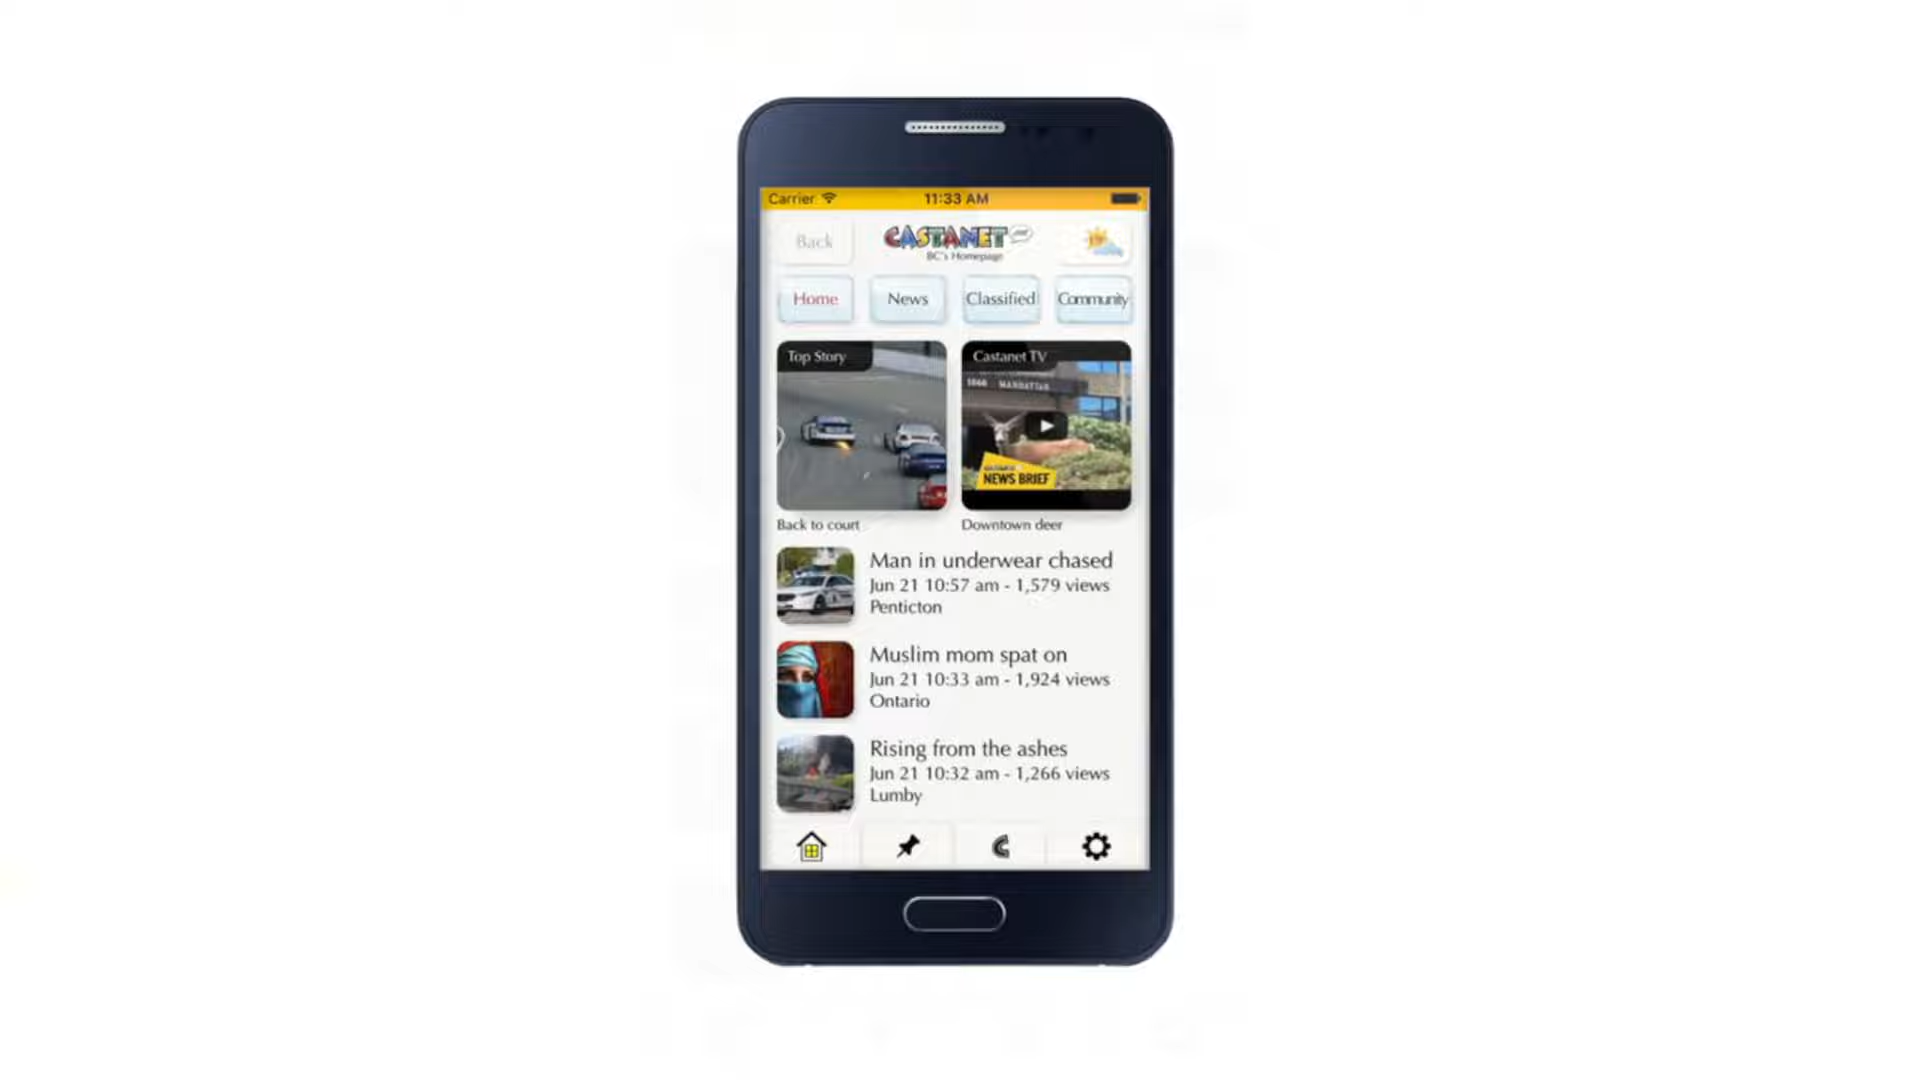 Carrier
11:33 AM
Back
CASTANET
BC's Homepage
Home
News
Classified
Community
Top Story
Castanet TV
1060 MANHATTAN
NEWS BRIEF
Back to court
Downtown deer
Man in underwear chased
Jun 21 10:57 am - 1,579 views
Penticton
Muslim mom spat on
Jun 21 10:33 am - 1,924 views
Ontario
Rising from the ashes
Jun 21 10:32 am - 1,266 views
Lumby